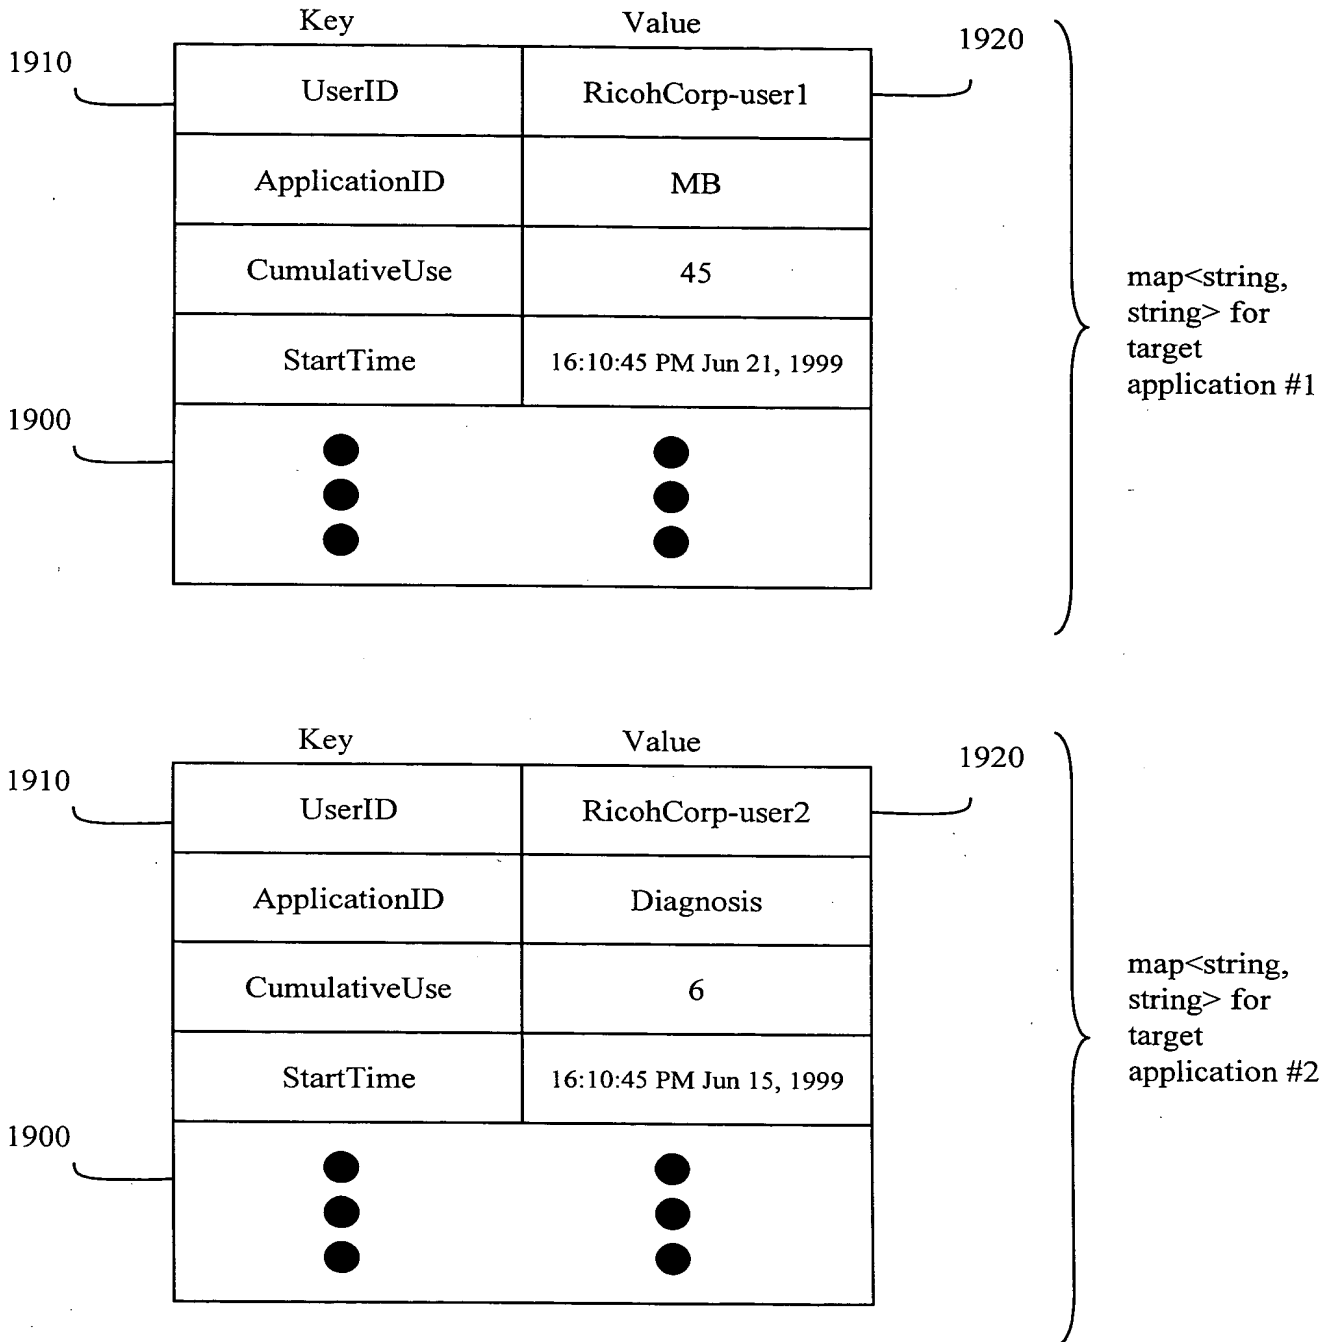 Key Value
1910 1920
UserID RicohCorp-user1
ApplicationID MB
CumulativeUse 45
StartTime 16:10:45 PM Jun 21, 1999
1900
map<string,
string> for
target
application #1
Key Value
1910 1920
UserID RicohCorp-user2
ApplicationID Diagnosis
CumulativeUse 6
StartTime 16:10:45 PM Jun 15, 1999
1900
map<string,
string> for
target
application #2